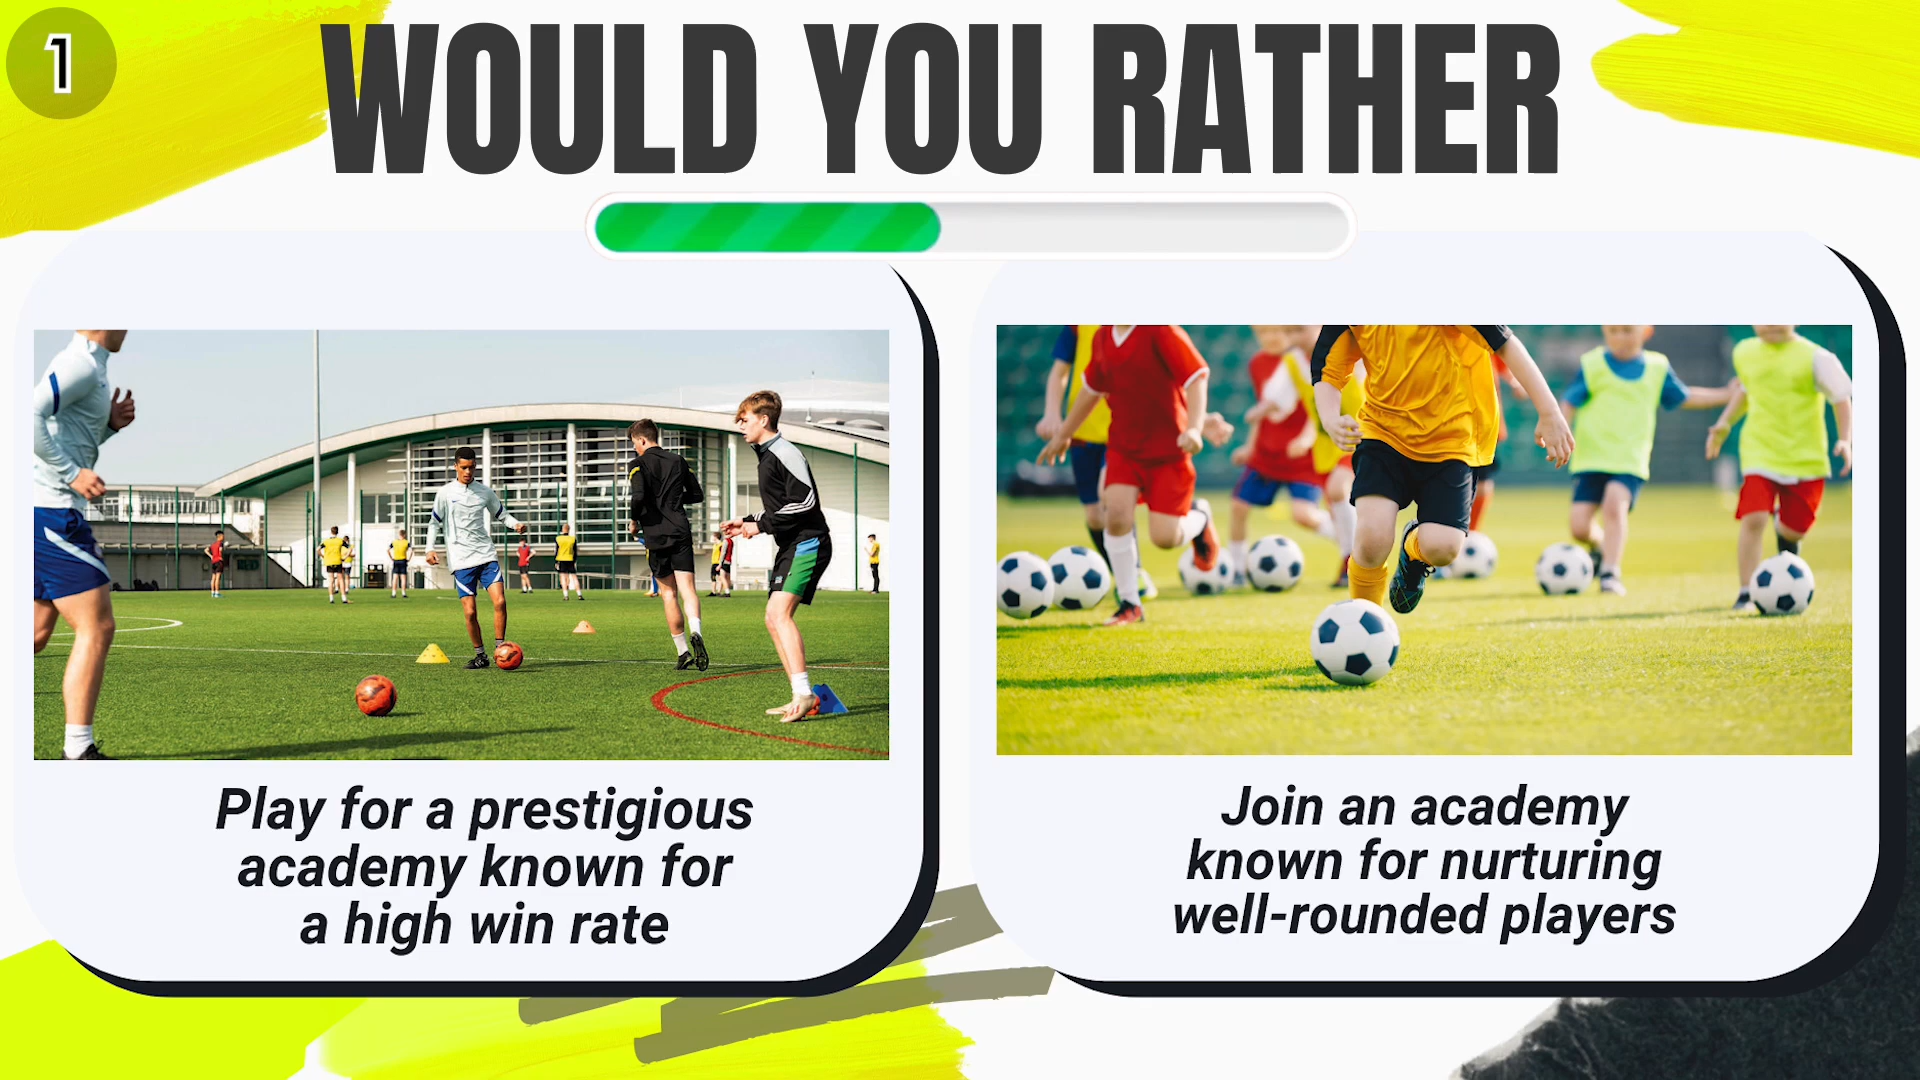 1
WOULD YOU RATHER
Play for a prestigious
academy known for
a high win rate
Join an academy
known for nurturing
well-rounded players